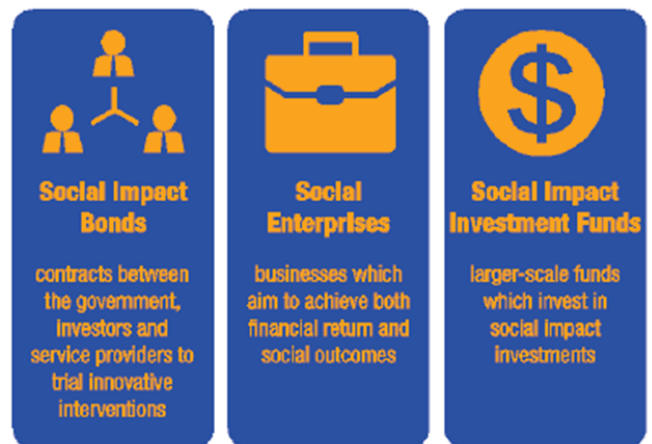 Social Impact
Bonds
contracts between
the government,
investors and
service providers to
trial innovative
interventions
Social
Enterprises
businesses which
aim to achieve both
financial return and
social outcomes
$
Social Impact
Investment Funds
larger-scale funds
which invest in
social impact
investments